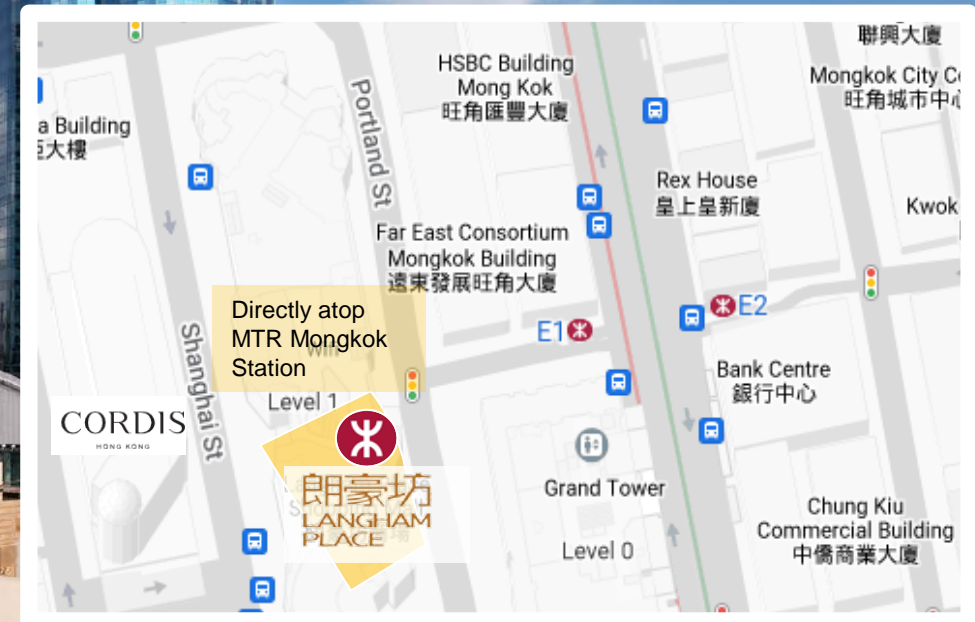 聯興大廈
HSBC Building
Mong Kok
旺角匯豐大廈
Mongkok City C
旺角城市中
a Building
大樓
Portland St
Rex House
皇上皇新廈
Kwok
Far East Consortium
Mongkok Building
遠東發展旺角大廈
Directly atop
MTR Mongkok
Station
E1
E2
Shanghai St
Bank Centre
銀行中心
Level 1
CORDIS
HONG KONG
朗豪坊
LANGHAM
PLACE
Grand Tower
Level 0
Chung Kiu
Commercial Building
中僑商業大廈